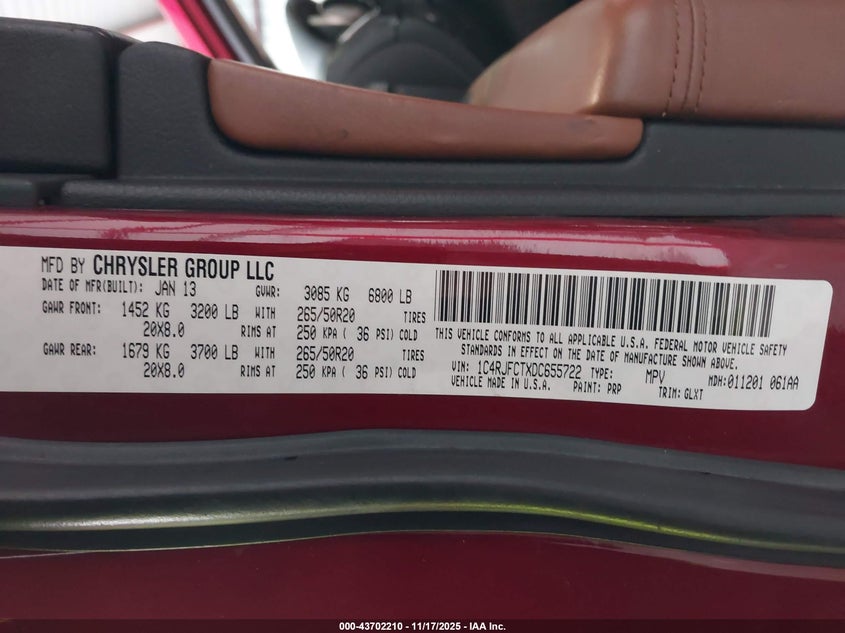 MFD BY CHRYSLER GROUP LLC
DATE OF MFR(BUILT): JAN 13 GVWR: 3085 KG 6800 LB
GAWR FRONT: 1452 KG 3200 LB WITH 265/50R20 TIRES
20X8.0 RIMS AT 250 KPA ( 36 PSI) COLD
GAWR REAR: 1679 KG 3700 LB WITH 265/50R20 TIRES
20X8.0 RIMS AT 250 KPA ( 36 PSI) COLD
THIS VEHICLE CONFORMS TO ALL APPLICABLE U.S.A. FEDERAL MOTOR VEHICLE SAFETY
STANDARDS IN EFFECT ON THE DATE OF MANUFACTURE SHOWN ABOVE.
VIN: 1C4RJFCTXDC655722 TYPE: MPV MDH:011201 061AA
VEHICLE MADE IN U.S.A. PAINT: PRP TRIM: GLXT
000-43702210 - 11/17/2025 - IAA Inc.